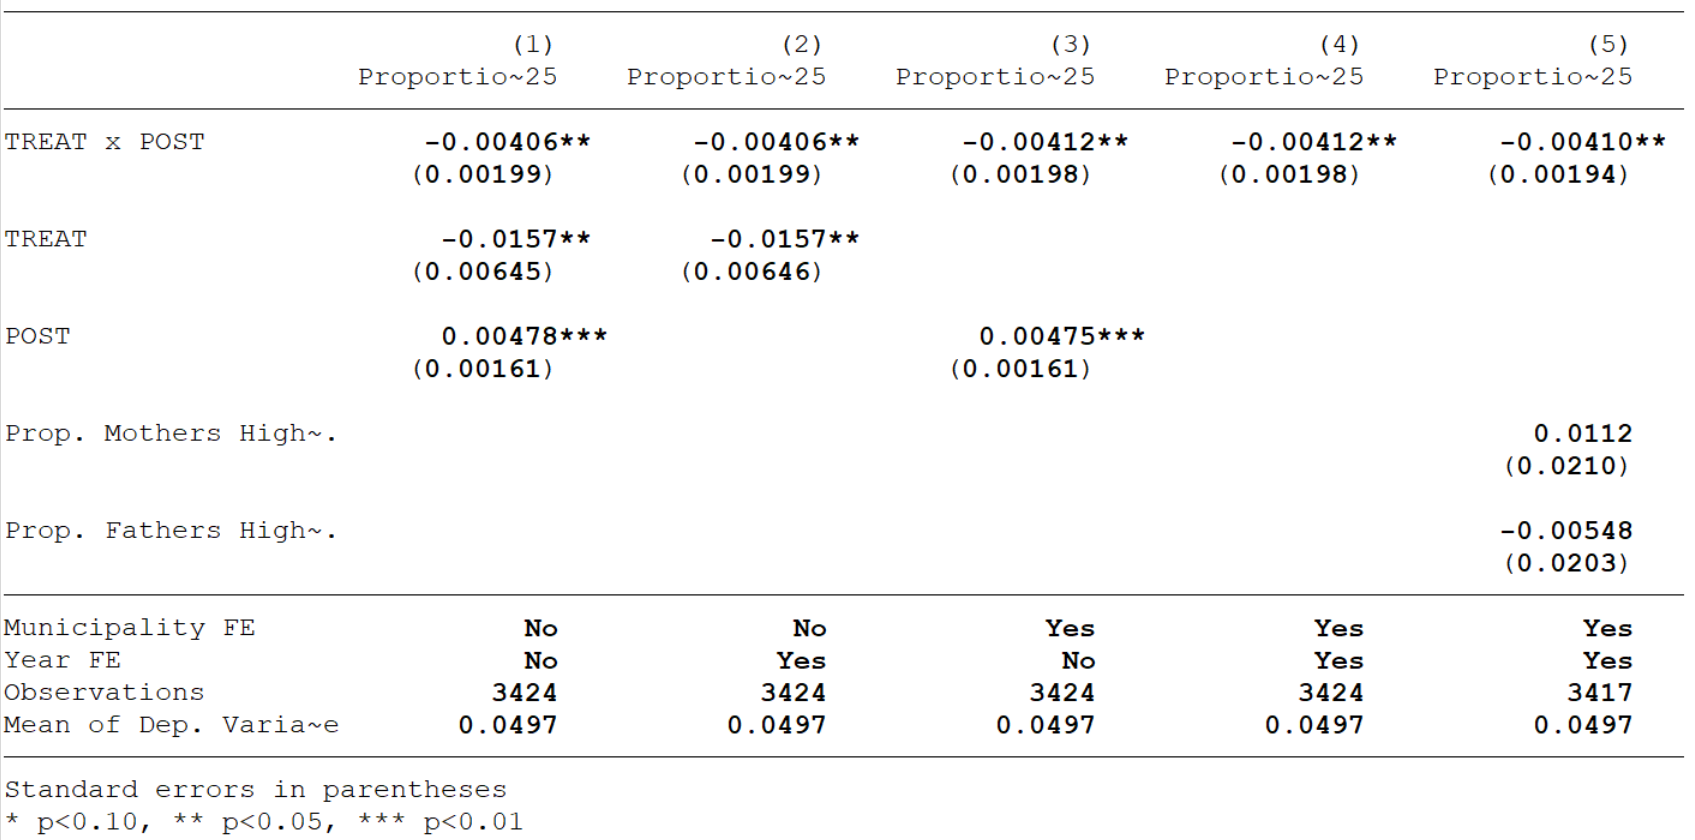 (1) (2) (3) (4) (5)
Proportio~25 Proportio~25 Proportio~25 Proportio~25 Proportio~25
TREAT x POST -0.00406** -0.00406** -0.00412** -0.00412** -0.00410**
(0.00199) (0.00199) (0.00198) (0.00198) (0.00194)
TREAT -0.0157** -0.0157**
(0.00645) (0.00646)
POST 0.00478*** 0.00475***
(0.00161) (0.00161)
Prop. Mothers High~. 0.0112
(0.0210)
Prop. Fathers High~. -0.00548
(0.0203)
Municipality FE No No Yes Yes Yes
Year FE No Yes No Yes Yes
Observations 3424 3424 3424 3424 3417
Mean of Dep. Varia~e 0.0497 0.0497 0.0497 0.0497 0.0497
Standard errors in parentheses
* p<0.10, ** p<0.05, *** p<0.01